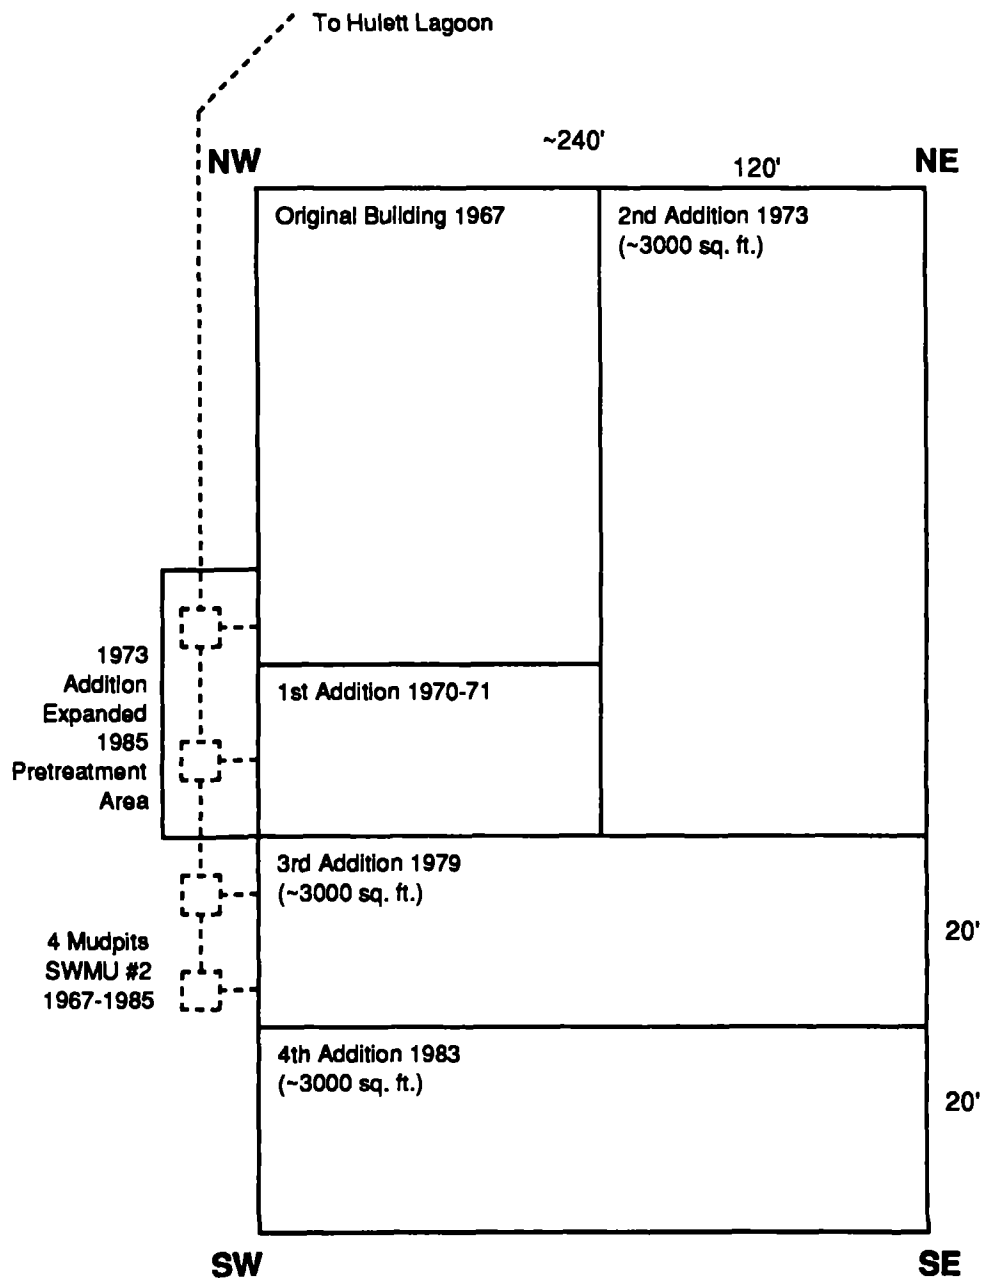 To Hulett Lagoon
~240'
NW
120'
NE
Original Building 1967
2nd Addition 1973
(~3000 sq. ft.)
1973
Addition
Expanded
1985
Pretreatment
Area
1st Addition 1970-71
3rd Addition 1979
(~3000 sq. ft.)
20'
4 Mudpits
SWMU #2
1967-1985
4th Addition 1983
(~3000 sq. ft.)
20'
SW
SE